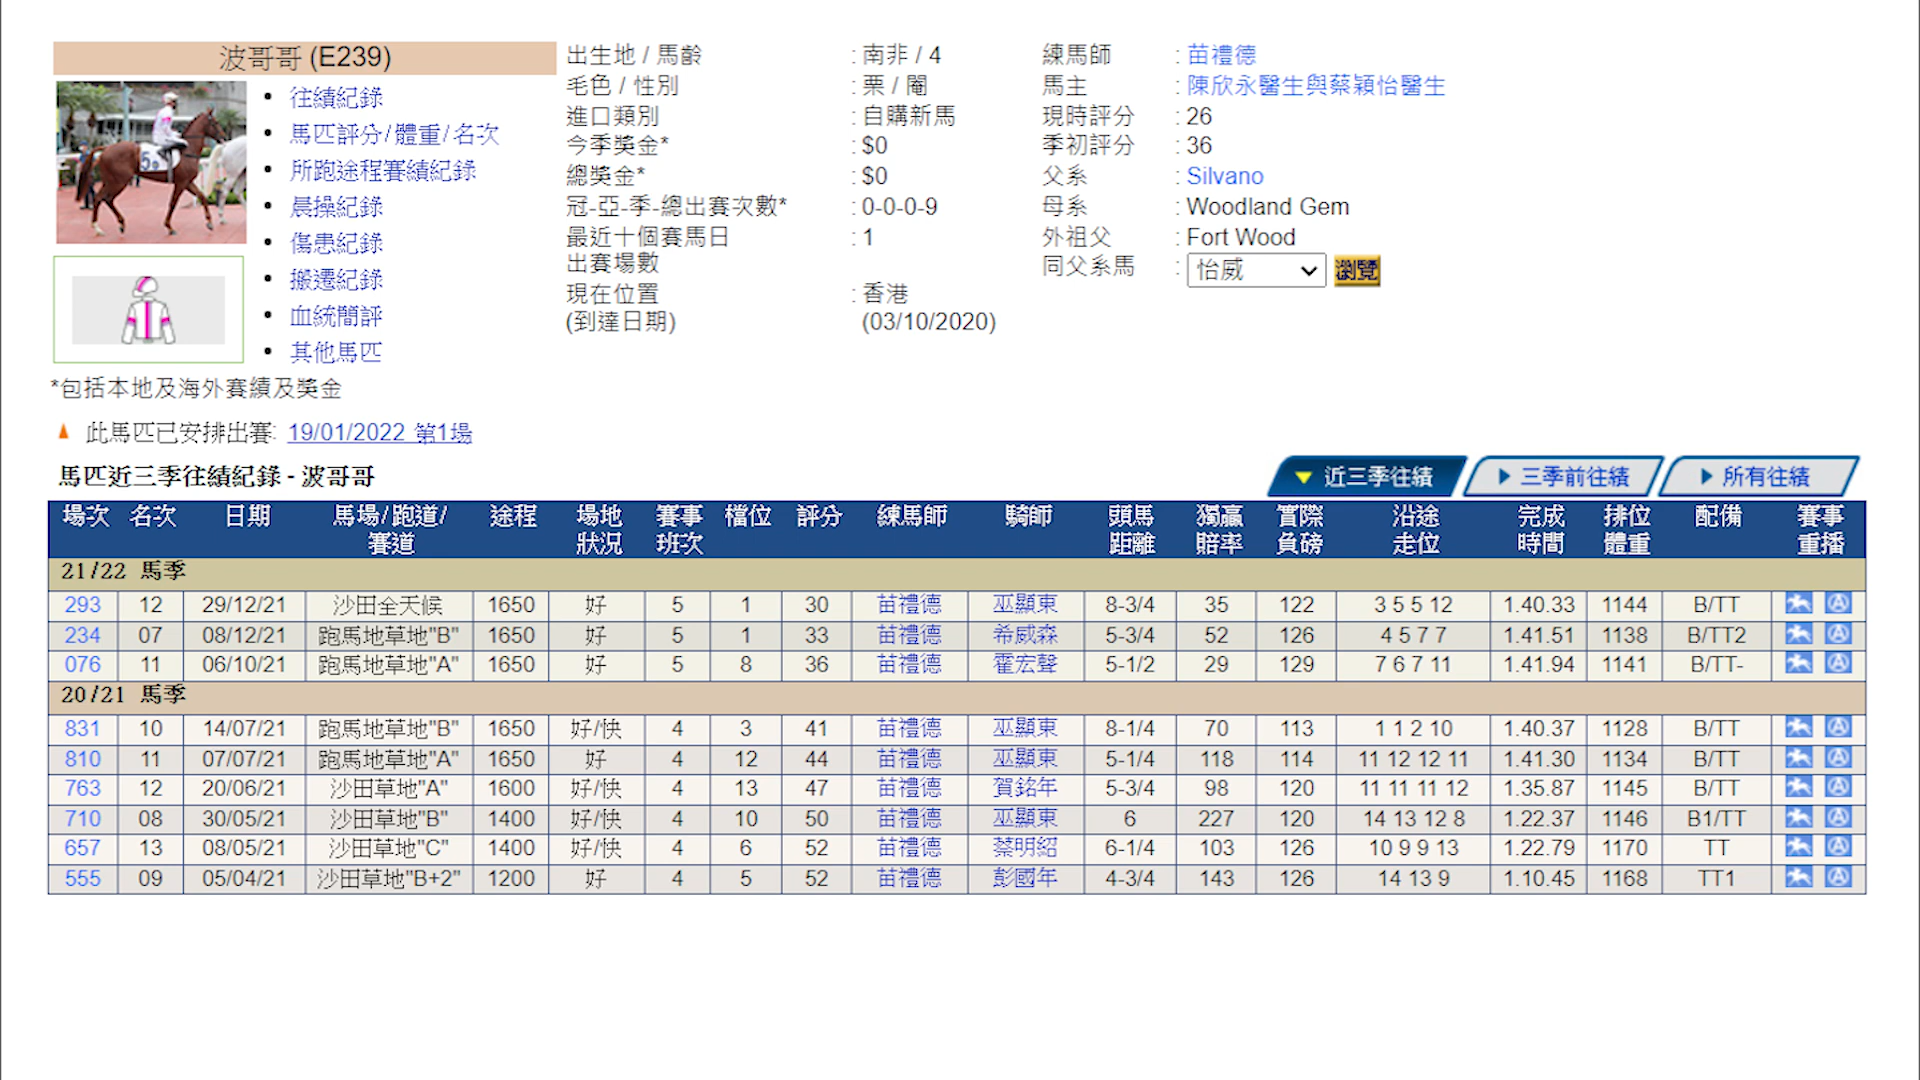 波哥哥 (E239)
往績紀錄
馬匹評分/體重/名次
所跑途程賽績紀錄
晨操紀錄
傷患紀錄
搬遷紀錄
血統簡評
其他馬匹
出生地 / 馬齡 : 南非 / 4
毛色 / 性別 : 栗 / 閹
進口類別 : 自購新馬
今季獎金* : $0
總獎金* : $0
冠-亞-季-總出賽次數* : 0-0-0-9
最近十個賽馬日 : 1
出賽場數
現在位置 : 香港
(到達日期) (03/10/2020)
練馬師 : 苗禮德
馬主 : 陳欣永醫生與蔡穎怡醫生
現時評分 : 26
季初評分 : 36
父系 : Silvano
母系 : Woodland Gem
外祖父 : Fort Wood
同父系馬 : 怡威 瀏覽
*包括本地及海外賽績及獎金
此馬匹已安排出賽: 19/01/2022 第1場
馬匹近三季往績紀錄 - 波哥哥
近三季往績 三季前往績 所有往績
場次 名次 日期 馬場/跑道/賽道 途程 場地狀況 賽事班次 檔位 評分 練馬師 騎師 頭馬距離 獨贏賠率 實際負磅 沿途走位 完成時間 排位體重 配備 賽事重播
21/22 馬季
293 12 29/12/21 沙田全天候 1650 好 5 1 30 苗禮德 巫顯東 8-3/4 35 122 3 5 5 12 1.40.33 1144 B/TT
234 07 08/12/21 跑馬地草地"B" 1650 好 5 1 33 苗禮德 希威森 5-3/4 52 126 4 5 7 7 1.41.51 1138 B/TT2
076 11 06/10/21 跑馬地草地"A" 1650 好 5 8 36 苗禮德 霍宏聲 5-1/2 29 129 7 6 7 11 1.41.94 1141 B/TT-
20/21 馬季
831 10 14/07/21 跑馬地草地"B" 1650 好/快 4 3 41 苗禮德 巫顯東 8-1/4 70 113 1 1 2 10 1.40.37 1128 B/TT
810 11 07/07/21 跑馬地草地"A" 1650 好 4 12 44 苗禮德 巫顯東 5-1/4 118 114 11 12 12 11 1.41.30 1134 B/TT
763 12 20/06/21 沙田草地"A" 1600 好/快 4 13 47 苗禮德 賀銘年 5-3/4 98 120 11 11 11 12 1.35.87 1145 B/TT
710 08 30/05/21 沙田草地"B" 1400 好/快 4 10 50 苗禮德 巫顯東 6 227 120 14 13 12 8 1.22.37 1146 B1/TT
657 13 08/05/21 沙田草地"C" 1400 好/快 4 6 52 苗禮德 蔡明紹 6-1/4 103 126 10 9 9 13 1.22.79 1170 TT
555 09 05/04/21 沙田草地"B+2" 1200 好 4 5 52 苗禮德 彭國年 4-3/4 143 126 14 13 9 1.10.45 1168 TT1